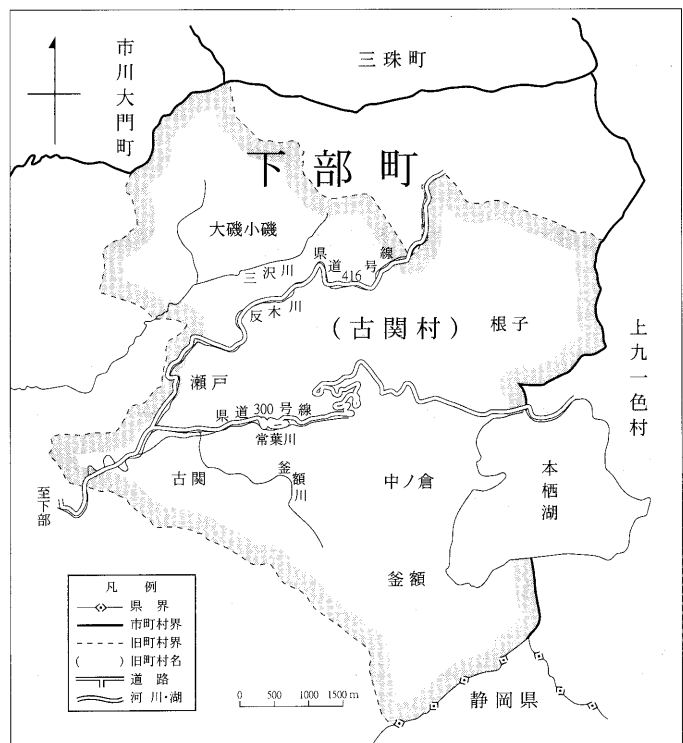 市川大門町
三珠町
下部町
大磯小磯
三沢川
県道416号線
反木川
(古関村)
根子
上九一色村
瀬戸
県道300号線
常葉川
本栖湖
古関
釜額川
中ノ倉
至下部
釜額
凡例
県界
市町村界
旧町村界
( ) 旧町村名
道路
河川・湖
0 500 1000 1500m
静岡県